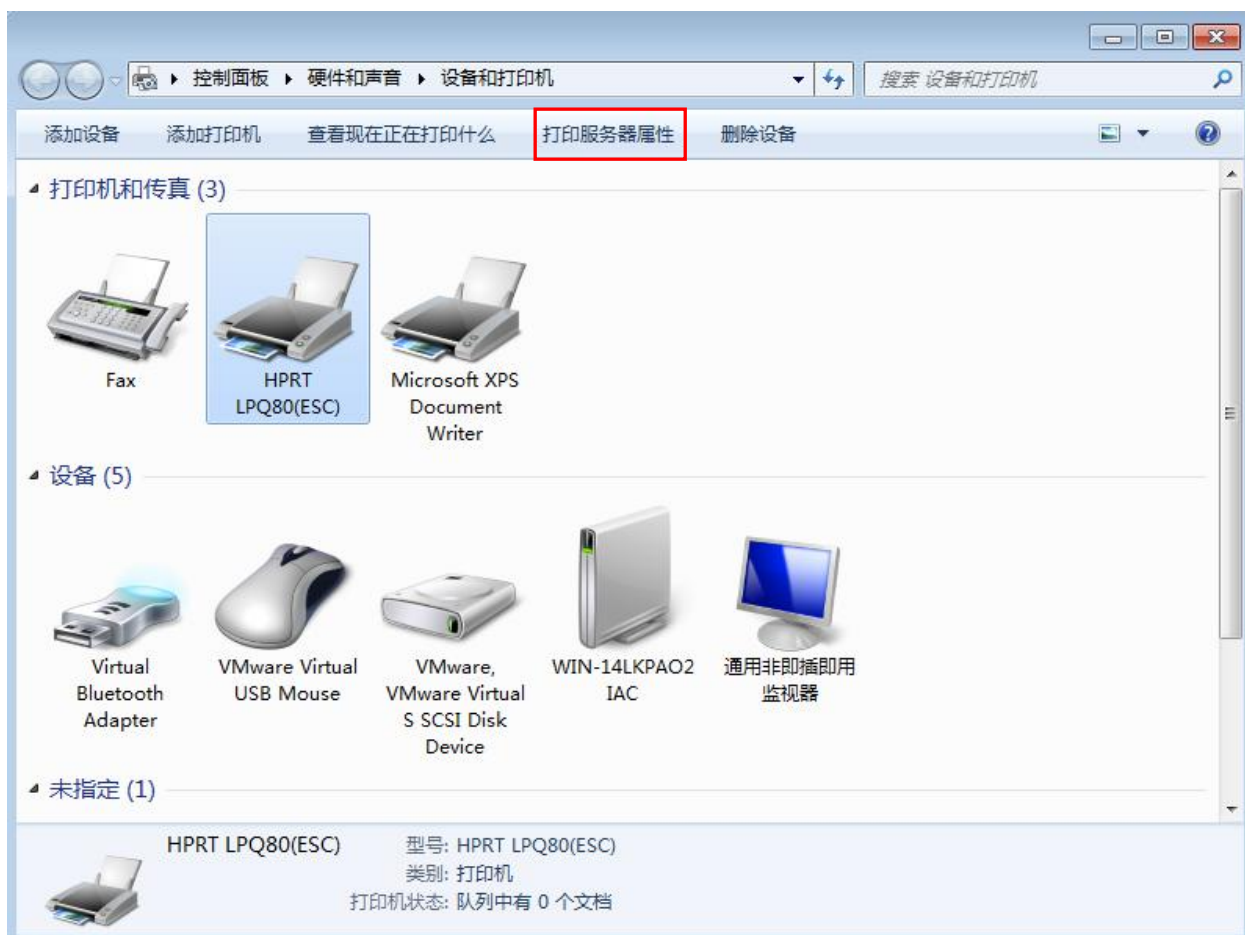 控制面板 ▸ 硬件和声音 ▸ 设备和打印机
搜索 设备和打印机
添加设备 添加打印机 查看现在正在打印什么 打印服务器属性 删除设备
打印机和传真 (3)
Fax
HPRT
LPQ80(ESC)
Microsoft XPS
Document
Writer
设备 (5)
Virtual
Bluetooth
Adapter
VMware Virtual
USB Mouse
VMware,
VMware Virtual
S SCSI Disk
Device
WIN-14LKPAO2
IAC
通用非即插即用
监视器
未指定 (1)
HPRT LPQ80(ESC) 型号: HPRT LPQ80(ESC)
类别: 打印机
打印机状态: 队列中有 0 个文档